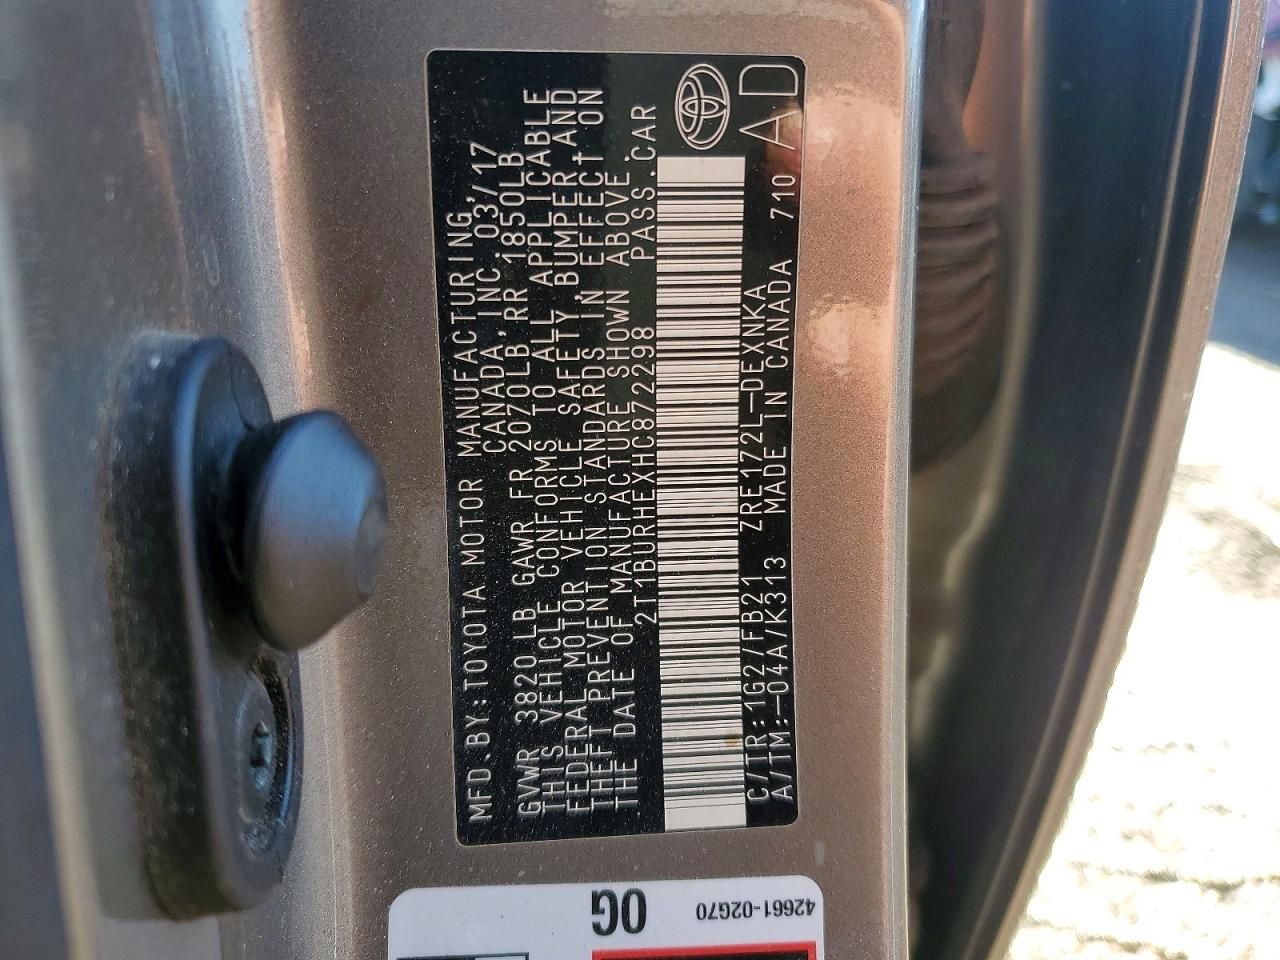 MFD.BY:TOYOTA MOTOR MANUFACTURING,
CANADA,INC. 03/17
GVWR 3820 LB GAWR FR 2070LB,RR 1850LB
THIS VEHICLE CONFORMS TO ALL APPLICABLE
FEDERAL MOTOR VEHICLE SAFETY,BUMPER,AND
THEFT PREVENTION STANDARDS IN EFFECT ON
THE DATE OF MANUFACTURE SHOWN ABOVE.
2T1BURHEXHC872298 PASS.CAR
C/TR:1G2/FB21 ZRE172L-DEXNKA
A/TM:-04A/K313 MADE IN CANADA 710
AD
0G
42661-02G70